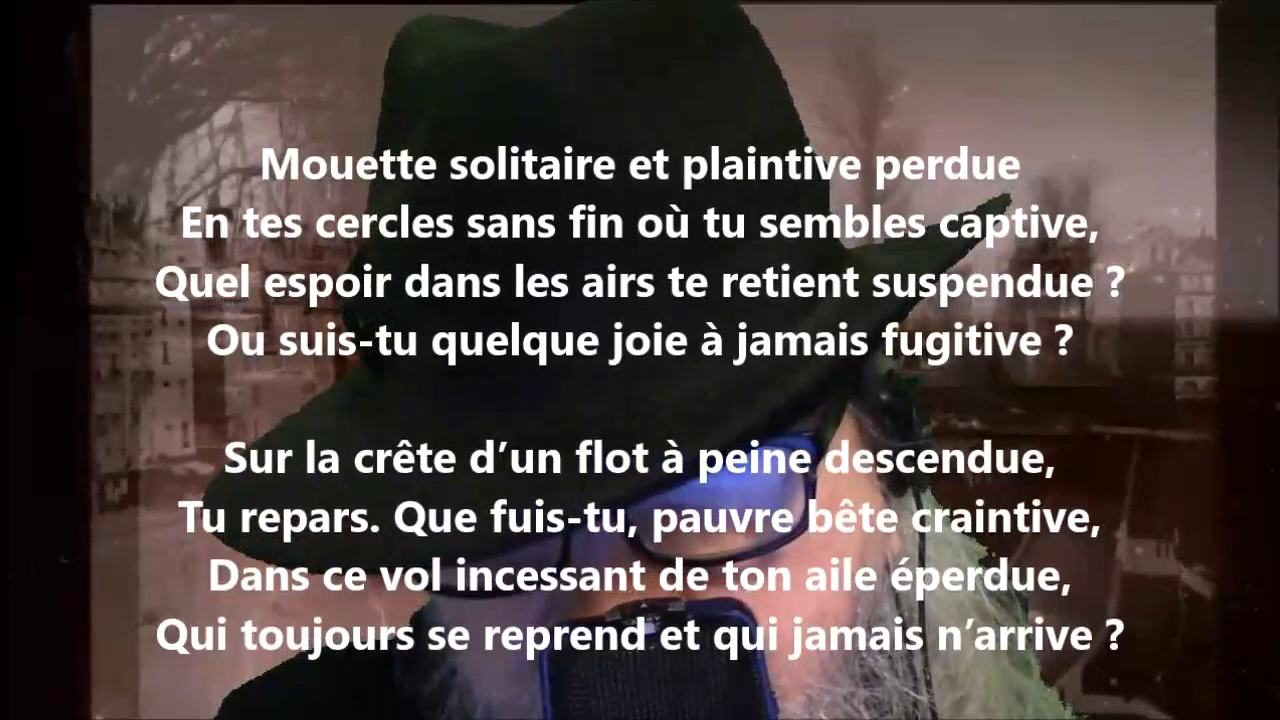 Mouette solitaire et plaintive perdue
En tes cercles sans fin où tu sembles captive,
Quel espoir dans les airs te retient suspendue ?
Ou suis-tu quelque joie à jamais fugitive ?
Sur la crête d’un flot à peine descendue,
Tu repars. Que fuis-tu, pauvre bête craintive,
Dans ce vol incessant de ton aile éperdue,
Qui toujours se reprend et qui jamais n’arrive ?